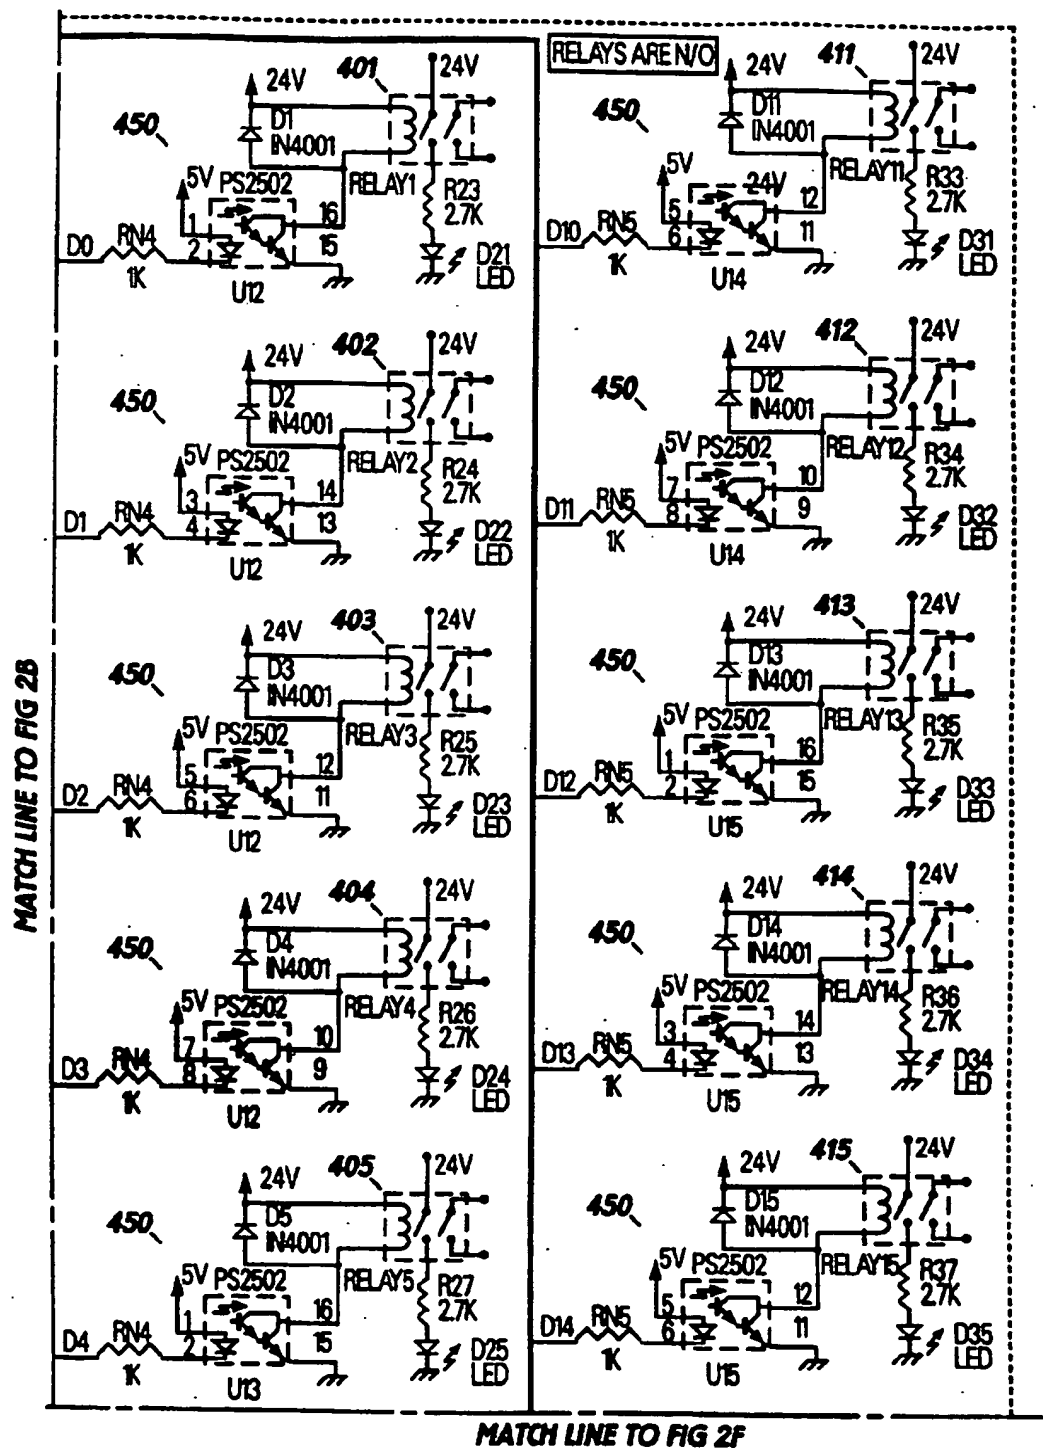 MATCH LINE TO FIG 2B
401
24V
24V
450
D1
IN4001
5V
PS2502
RELAY1
R23
2.7K
1
16
D0
RN4
2
15
D21
LED
1K
U12
402
24V
24V
450
D2
IN4001
5V
PS2502
RELAY2
R24
2.7K
3
14
D1
RN4
4
13
D22
LED
1K
U12
403
24V
24V
450
D3
IN4001
5V
PS2502
RELAY3
R25
2.7K
5
12
D2
RN4
6
11
D23
LED
1K
U12
404
24V
24V
450
D4
IN4001
5V
PS2502
RELAY4
R26
2.7K
7
10
D3
RN4
8
9
D24
LED
1K
U12
405
24V
24V
450
D5
IN4001
5V
PS2502
RELAY5
R27
2.7K
1
16
D4
RN4
2
15
D25
LED
1K
U13
RELAYS ARE N/O
411
24V
24V
450
D11
IN4001
5V
PS2502
24V
RELAY11
R33
2.7K
5
12
D10
RN5
6
11
D31
LED
1K
U14
412
24V
24V
450
D12
IN4001
5V
PS2502
RELAY12
R34
2.7K
7
10
D11
RN5
8
9
D32
LED
1K
U14
413
24V
24V
450
D13
IN4001
5V
PS2502
RELAY13
R35
2.7K
1
16
D12
RN5
2
15
D33
LED
1K
U15
414
24V
24V
450
D14
IN4001
5V
PS2502
RELAY14
R36
2.7K
3
14
D13
RN5
4
13
D34
LED
1K
U15
415
24V
24V
450
D15
IN4001
5V
PS2502
RELAY15
R37
2.7K
5
12
D14
RN5
6
11
D35
LED
1K
U15
MATCH LINE TO FIG 2F